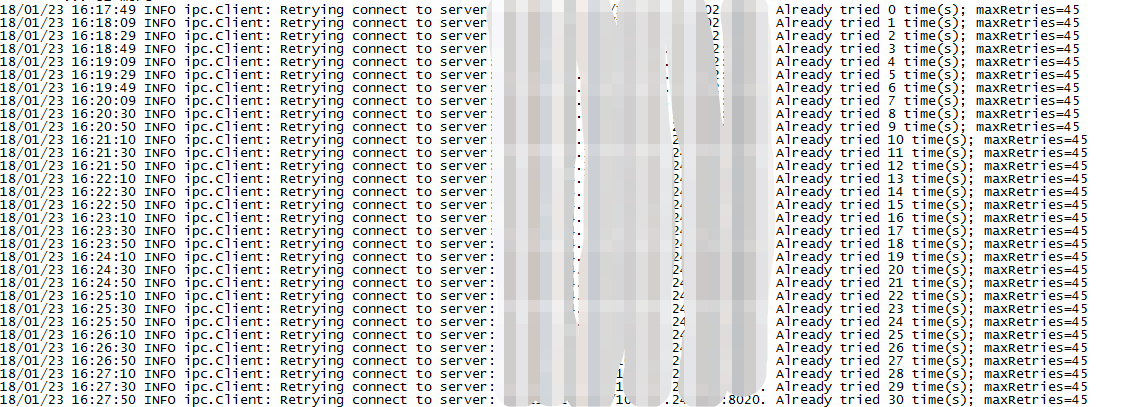 18/01/23 16:17:49 INFO ipc.Client: Retrying connect to server: Already tried 0 time(s); maxRetries=45
18/01/23 16:18:09 INFO ipc.Client: Retrying connect to server: Already tried 1 time(s); maxRetries=45
18/01/23 16:18:29 INFO ipc.Client: Retrying connect to server: Already tried 2 time(s); maxRetries=45
18/01/23 16:18:49 INFO ipc.Client: Retrying connect to server: Already tried 3 time(s); maxRetries=45
18/01/23 16:19:09 INFO ipc.Client: Retrying connect to server: Already tried 4 time(s); maxRetries=45
18/01/23 16:19:29 INFO ipc.Client: Retrying connect to server: Already tried 5 time(s); maxRetries=45
18/01/23 16:19:49 INFO ipc.Client: Retrying connect to server: Already tried 6 time(s); maxRetries=45
18/01/23 16:20:09 INFO ipc.Client: Retrying connect to server: Already tried 7 time(s); maxRetries=45
18/01/23 16:20:30 INFO ipc.Client: Retrying connect to server: Already tried 8 time(s); maxRetries=45
18/01/23 16:20:50 INFO ipc.Client: Retrying connect to server: Already tried 9 time(s); maxRetries=45
18/01/23 16:21:10 INFO ipc.Client: Retrying connect to server: Already tried 10 time(s); maxRetries=45
18/01/23 16:21:30 INFO ipc.Client: Retrying connect to server: Already tried 11 time(s); maxRetries=45
18/01/23 16:21:50 INFO ipc.Client: Retrying connect to server: Already tried 12 time(s); maxRetries=45
18/01/23 16:22:10 INFO ipc.Client: Retrying connect to server: Already tried 13 time(s); maxRetries=45
18/01/23 16:22:30 INFO ipc.Client: Retrying connect to server: Already tried 14 time(s); maxRetries=45
18/01/23 16:22:50 INFO ipc.Client: Retrying connect to server: Already tried 15 time(s); maxRetries=45
18/01/23 16:23:10 INFO ipc.Client: Retrying connect to server: Already tried 16 time(s); maxRetries=45
18/01/23 16:23:30 INFO ipc.Client: Retrying connect to server: Already tried 17 time(s); maxRetries=45
18/01/23 16:23:50 INFO ipc.Client: Retrying connect to server: Already tried 18 time(s); maxRetries=45
18/01/23 16:24:10 INFO ipc.Client: Retrying connect to server: Already tried 19 time(s); maxRetries=45
18/01/23 16:24:30 INFO ipc.Client: Retrying connect to server: Already tried 20 time(s); maxRetries=45
18/01/23 16:24:50 INFO ipc.Client: Retrying connect to server: Already tried 21 time(s); maxRetries=45
18/01/23 16:25:10 INFO ipc.Client: Retrying connect to server: Already tried 22 time(s); maxRetries=45
18/01/23 16:25:30 INFO ipc.Client: Retrying connect to server: Already tried 23 time(s); maxRetries=45
18/01/23 16:25:50 INFO ipc.Client: Retrying connect to server: Already tried 24 time(s); maxRetries=45
18/01/23 16:26:10 INFO ipc.Client: Retrying connect to server: Already tried 25 time(s); maxRetries=45
18/01/23 16:26:30 INFO ipc.Client: Retrying connect to server: Already tried 26 time(s); maxRetries=45
18/01/23 16:26:50 INFO ipc.Client: Retrying connect to server: Already tried 27 time(s); maxRetries=45
18/01/23 16:27:10 INFO ipc.Client: Retrying connect to server: Already tried 28 time(s); maxRetries=45
18/01/23 16:27:30 INFO ipc.Client: Retrying connect to server: Already tried 29 time(s); maxRetries=45
18/01/23 16:27:50 INFO ipc.Client: Retrying connect to server: :8020. Already tried 30 time(s); maxRetries=45